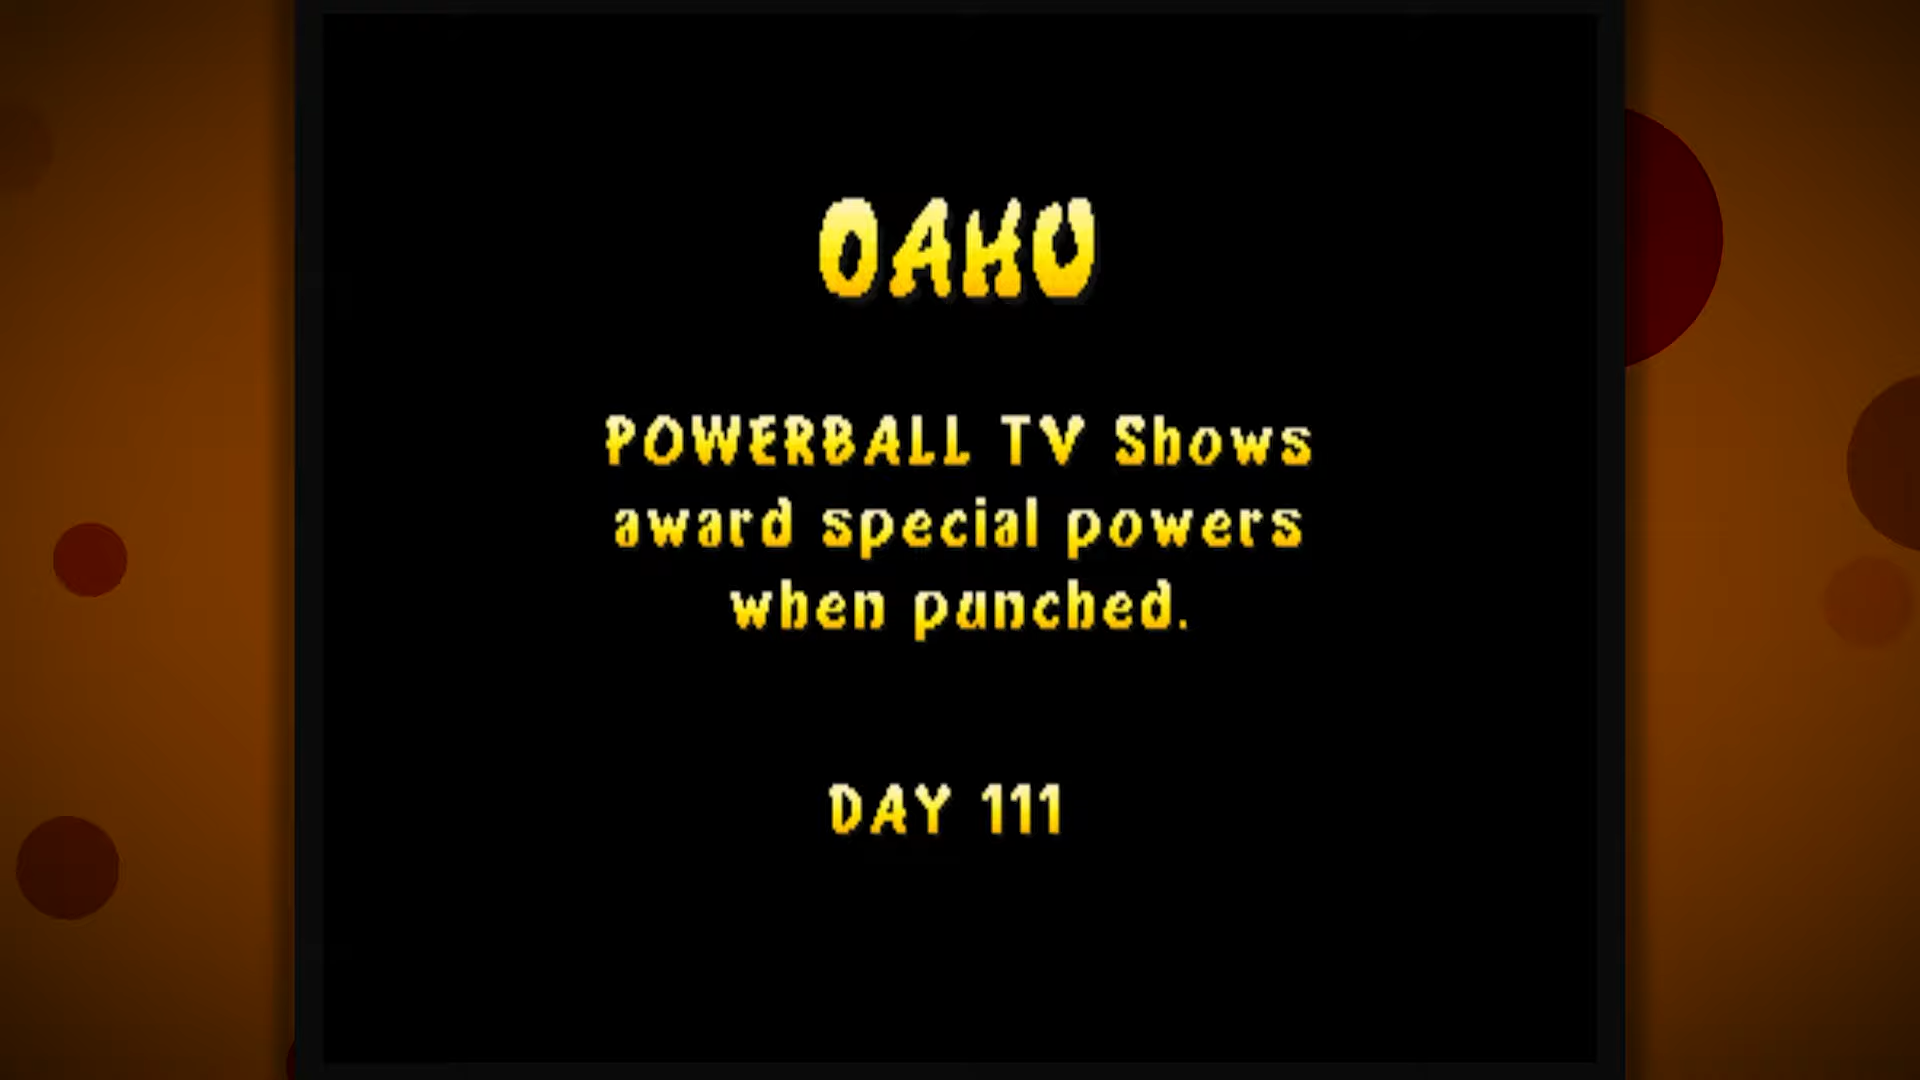 OAHU
POWERBALL TV Shows
award special powers
when punched.
DAY 111